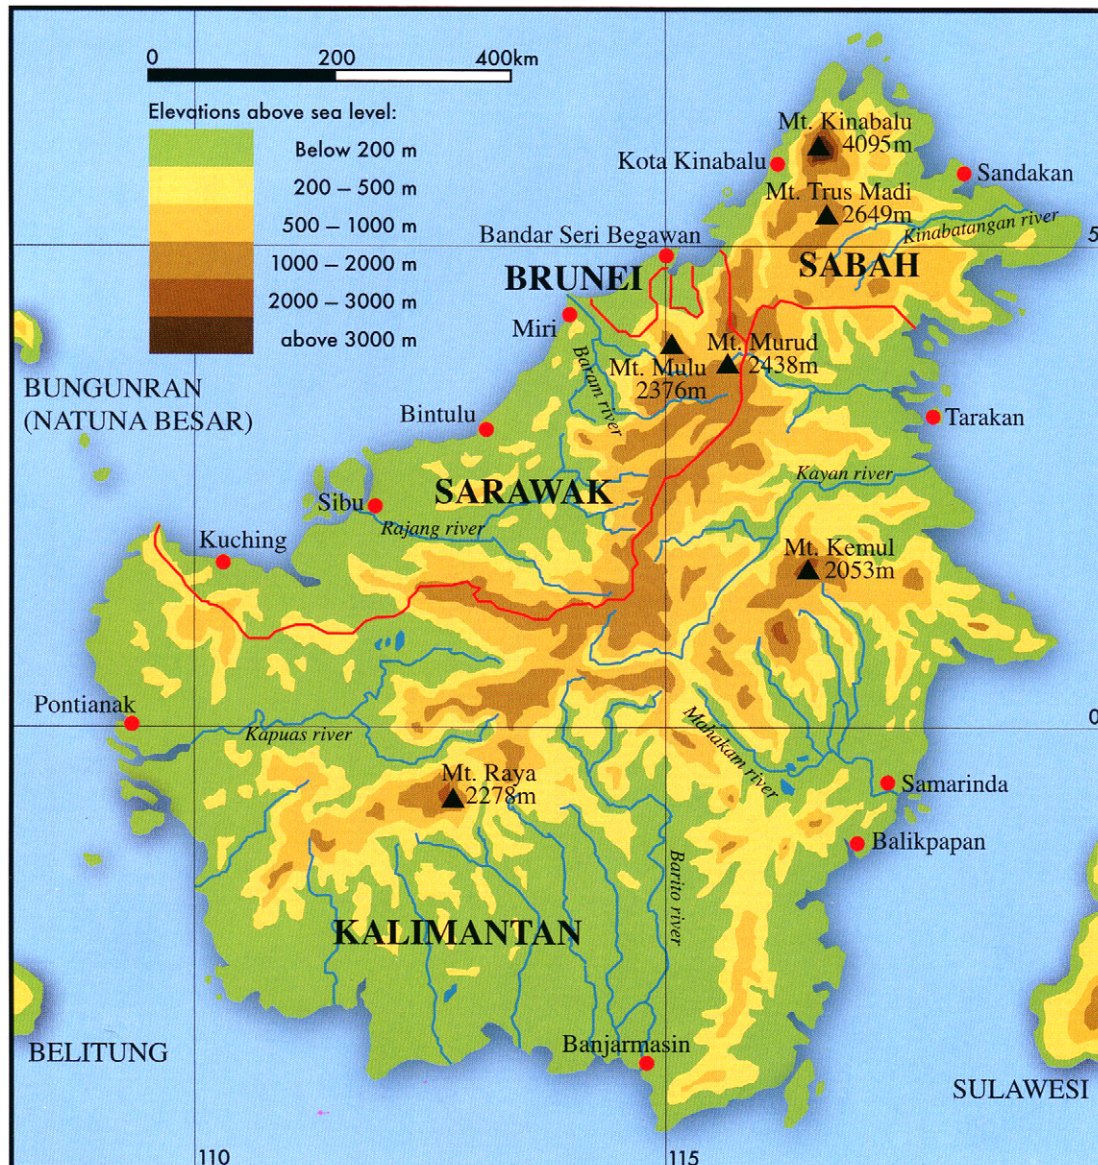 0 200 400km
Elevations above sea level:
Below 200 m
200 – 500 m
500 – 1000 m
1000 – 2000 m
2000 – 3000 m
above 3000 m
Mt. Kinabalu
4095m
Kota Kinabalu
Sandakan
Mt. Trus Madi
2649m
Kinabatangan river
5
Bandar Seri Begawan
BRUNEI
SABAH
Miri
Mt. Murud
2438m
Mt. Mulu
2376m
Baram river
BUNGUNRAN
(NATUNA BESAR)
Bintulu
Tarakan
Kayan river
SARAWAK
Sibu
Rajang river
Kuching
Mt. Kemul
2053m
Pontianak
0
Kapuas river
Mahakam river
Mt. Raya
2278m
Samarinda
Balikpapan
Barito river
KALIMANTAN
Banjarmasin
BELITUNG
SULAWESI
110
115